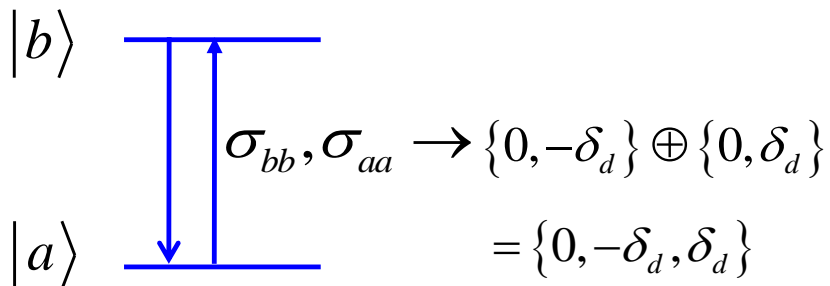 |b⟩
σ_bb, σ_aa → {0, -δ_d} ⊕ {0, δ_d}
|a⟩ = {0, -δ_d, δ_d}